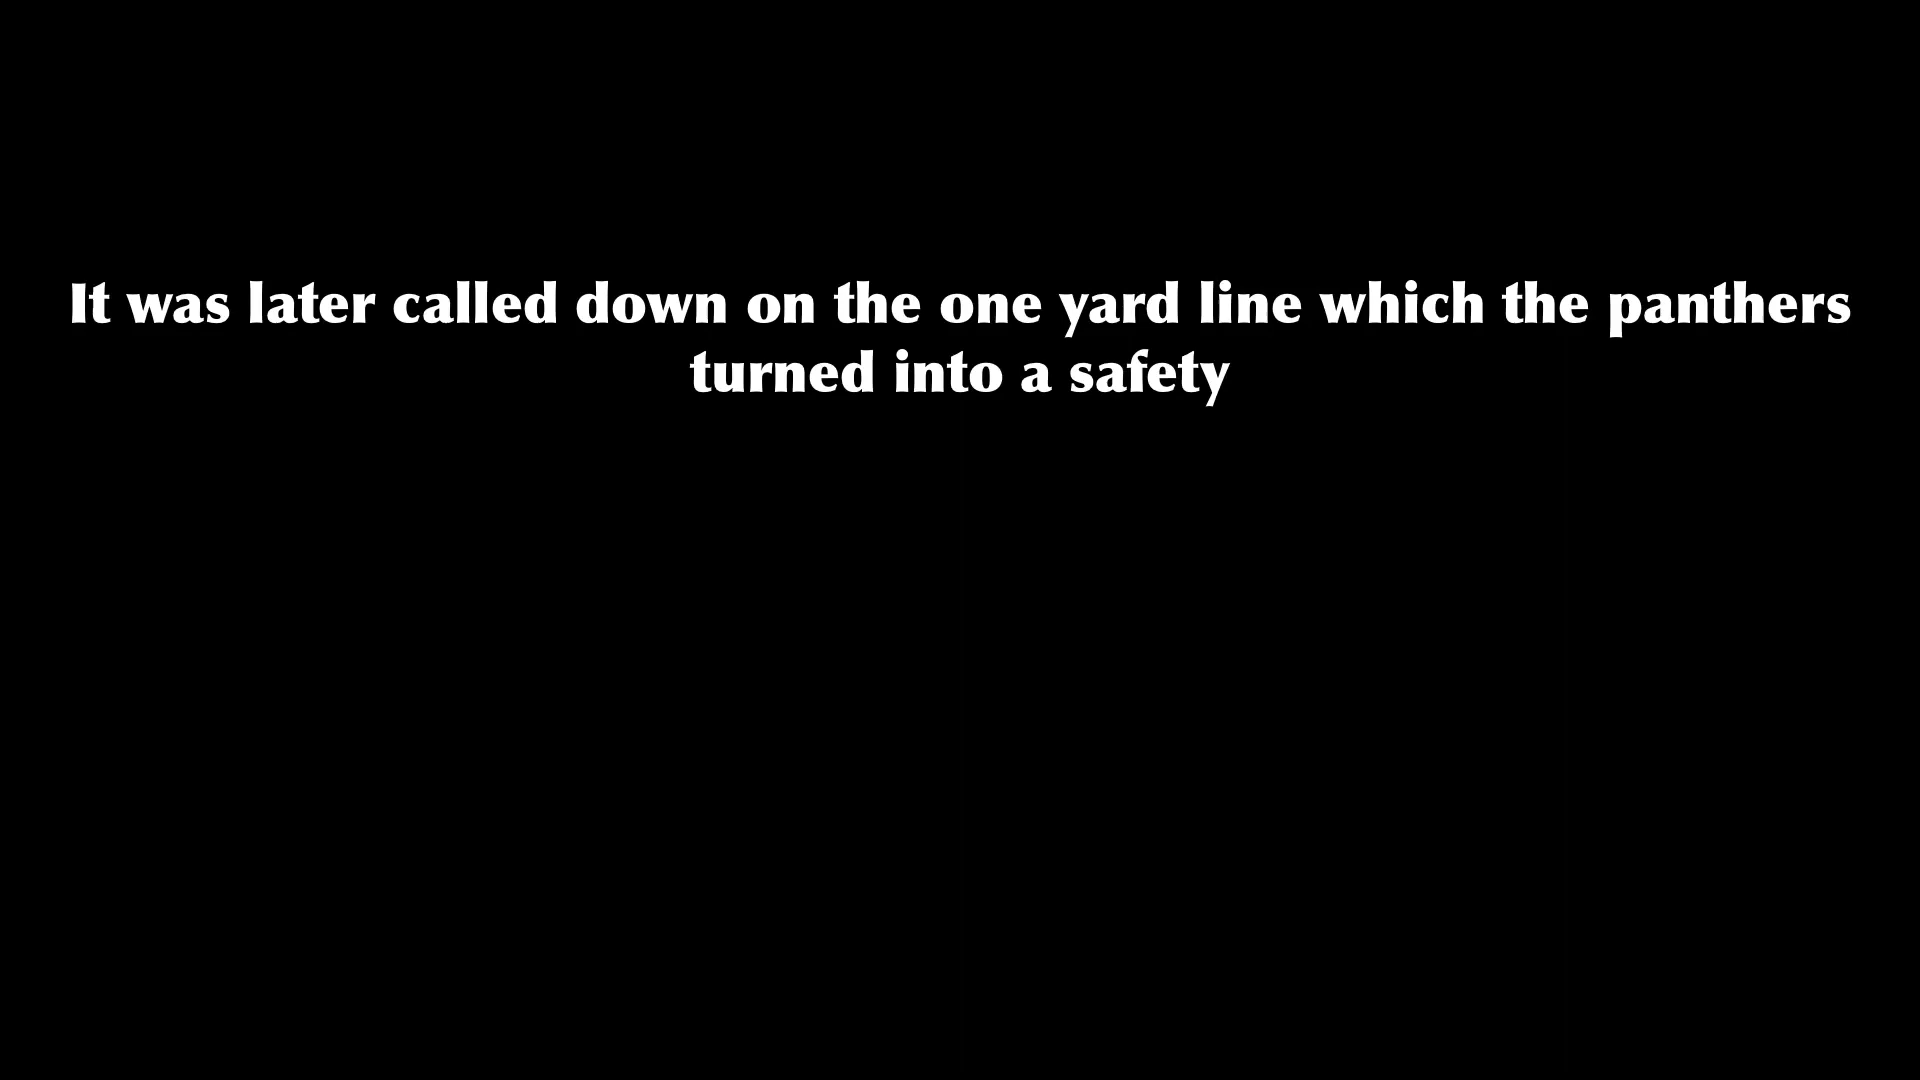 It was later called down on the one yard line which the panthers
turned into a safety